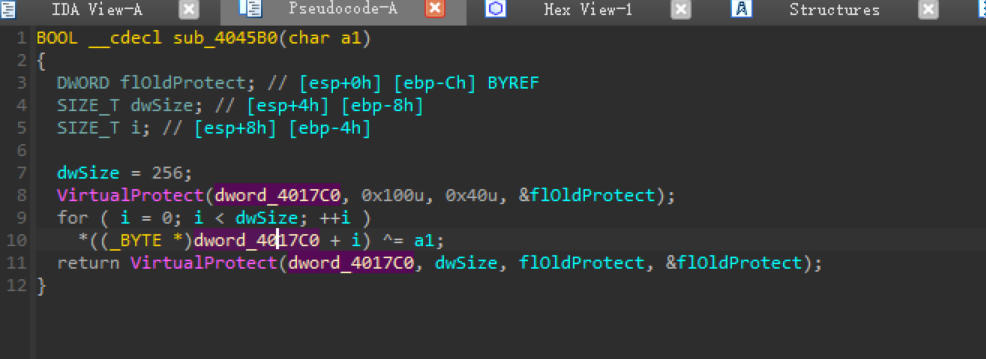 IDA View-A Pseudocode-A Hex View-1 A Structures
1 BOOL __cdecl sub_4045B0(char a1)
2 {
3 DWORD flOldProtect; // [esp+0h] [ebp-Ch] BYREF
4 SIZE_T dwSize; // [esp+4h] [ebp-8h]
5 SIZE_T i; // [esp+8h] [ebp-4h]
6
7 dwSize = 256;
8 VirtualProtect(dword_4017C0, 0x100u, 0x40u, &flOldProtect);
9 for ( i = 0; i < dwSize; ++i )
10 *((_BYTE *)dword_4017C0 + i) ^= a1;
11 return VirtualProtect(dword_4017C0, dwSize, flOldProtect, &flOldProtect);
12 }